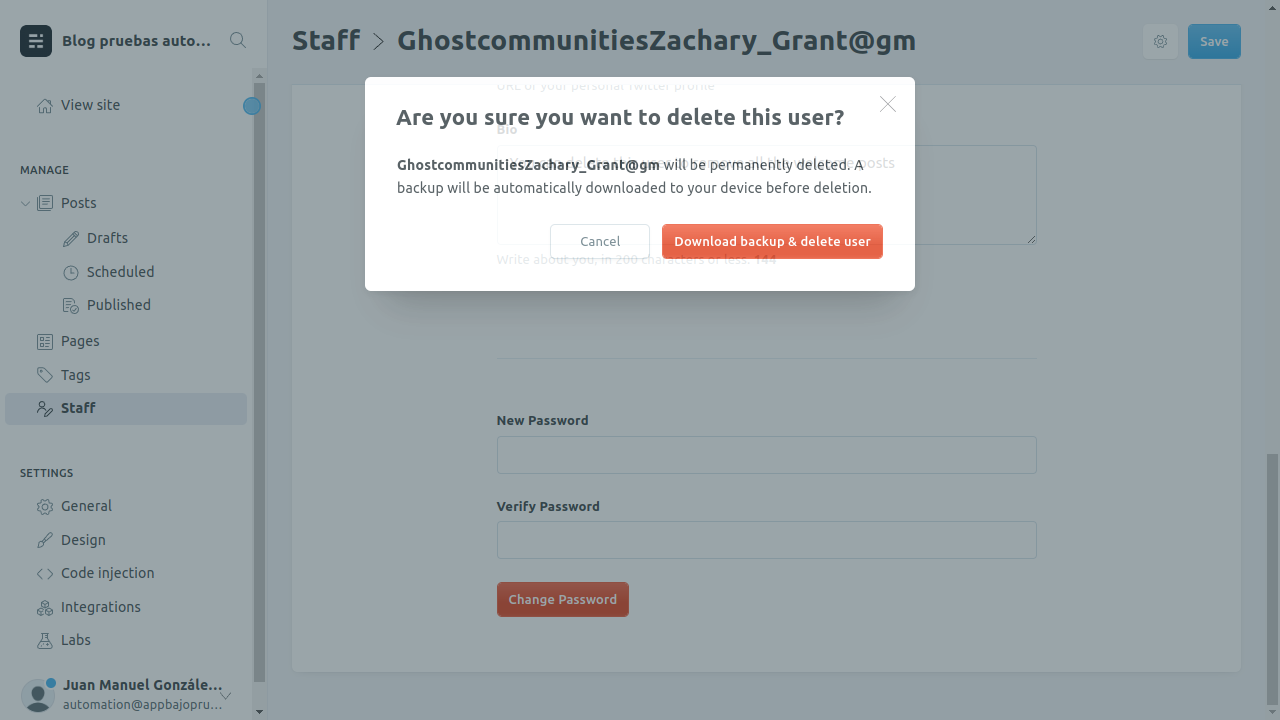 Blog pruebas auto...
View site
MANAGE
Posts
Drafts
Scheduled
Published
Pages
Tags
Staff
SETTINGS
General
Design
Code injection
Integrations
Labs
Juan Manuel Gonzále...
automation@appbajopru...
Staff > GhostcommunitiesZachary_Grant@gm
Save
URL of your personal Twitter profile
Are you sure you want to delete this user?
Bio
GhostcommunitiesZachary_Grant@gm will be permanently deleted. A
backup will be automatically downloaded to your device before deletion.
Cancel
Download backup & delete user
Write about you, in 200 characters or less. 144
New Password
Verify Password
Change Password